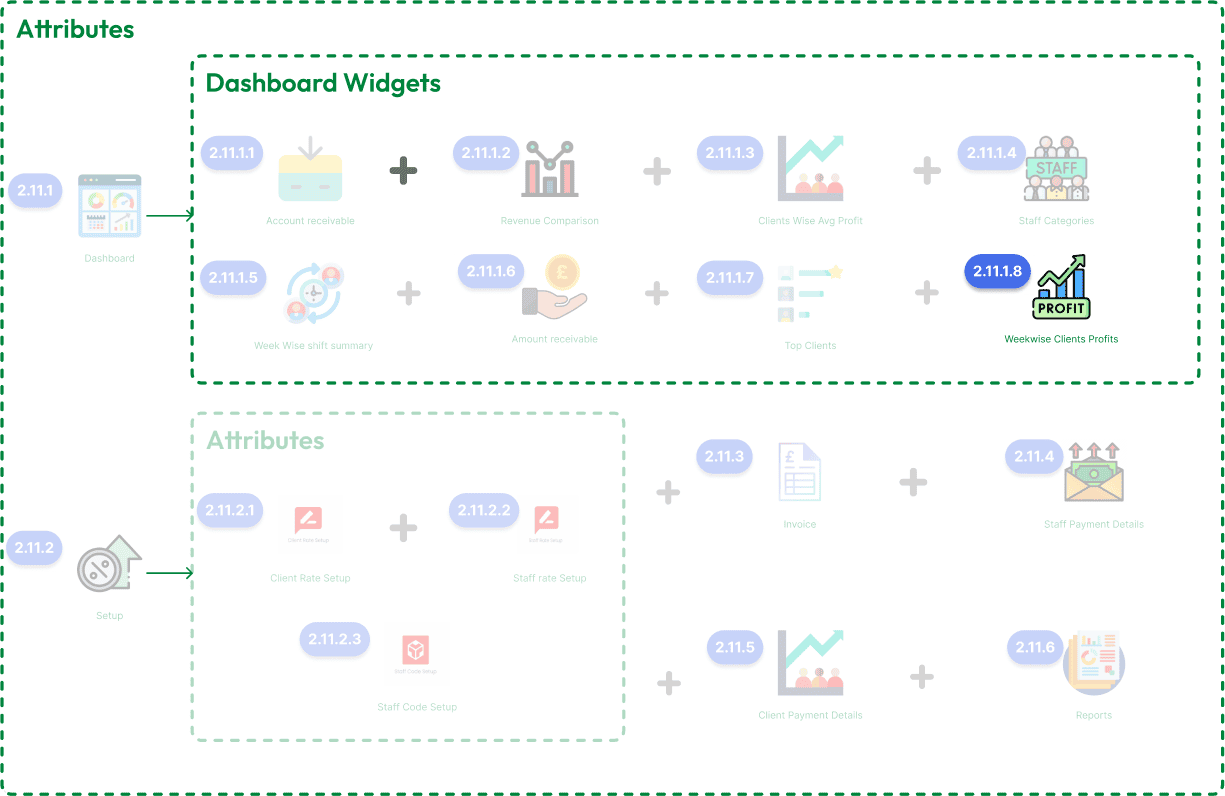 Attributes
Dashboard Widgets
2.11.1
Dashboard
2.11.1.1
Account receivable
2.11.1.2
Revenue Comparison
2.11.1.3
Clients Wise Avg Profit
2.11.1.4
STAFF
Staff Categories
2.11.1.5
Week Wise shift summary
2.11.1.6
£
Amount receivable
2.11.1.7
Top Clients
2.11.1.8
PROFIT
Weekwise Clients Profits
2.11.2
Setup
Attributes
2.11.2.1
Client Rate Setup
Client Rate Setup
2.11.2.2
Staff Rate Setup
Staff rate Setup
2.11.2.3
Staff Code Setup
Staff Code Setup
2.11.3
£
Invoice
2.11.4
Staff Payment Details
2.11.5
Client Payment Details
2.11.6
Reports